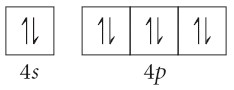 ⥮ ⥮ ⥮ ⥮
4s 4p